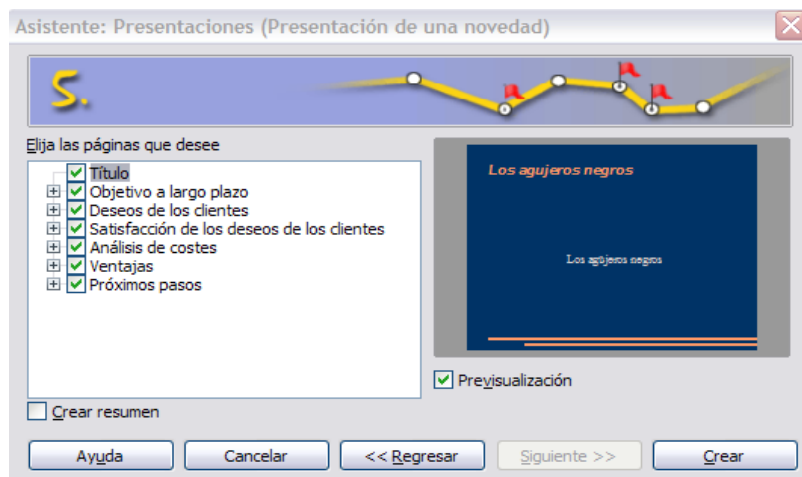 Asistente: Presentaciones (Presentación de una novedad)
5.
Elija las páginas que desee
Título
Objetivo a largo plazo
Deseos de los clientes
Satisfacción de los deseos de los clientes
Análisis de costes
Ventajas
Próximos pasos
Crear resumen
Los agujeros negros
Los agujeros negros
Previsualización
Ayuda
Cancelar
<< Regresar
Siguiente >>
Crear